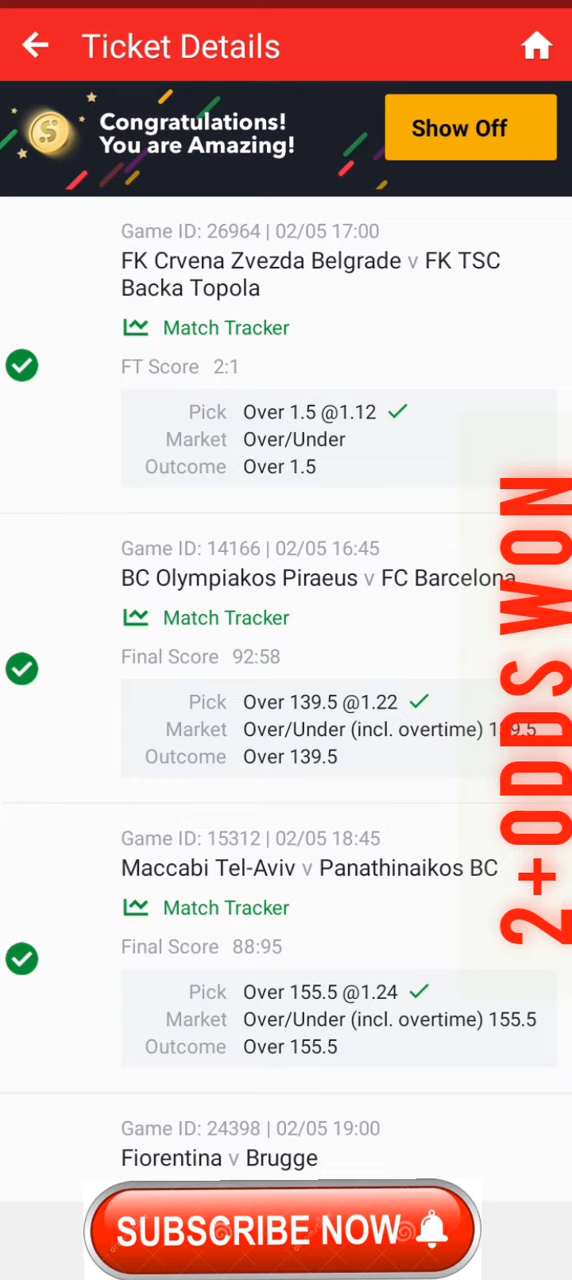 Ticket Details
Congratulations!
You are Amazing!
Show Off
Game ID: 26964 | 02/05 17:00
FK Crvena Zvezda Belgrade v FK TSC
Backa Topola
Match Tracker
FT Score 2:1
Pick Over 1.5 @1.12
Market Over/Under
Outcome Over 1.5
Game ID: 14166 | 02/05 16:45
BC Olympiakos Piraeus v FC Barcelona
Match Tracker
Final Score 92:58
Pick Over 139.5 @1.22
Market Over/Under (incl. overtime) 139.5
Outcome Over 139.5
Game ID: 15312 | 02/05 18:45
Maccabi Tel-Aviv v Panathinaikos BC
Match Tracker
Final Score 88:95
Pick Over 155.5 @1.24
Market Over/Under (incl. overtime) 155.5
Outcome Over 155.5
Game ID: 24398 | 02/05 19:00
Fiorentina v Brugge
2+ODDS WON
SUBSCRIBE NOW